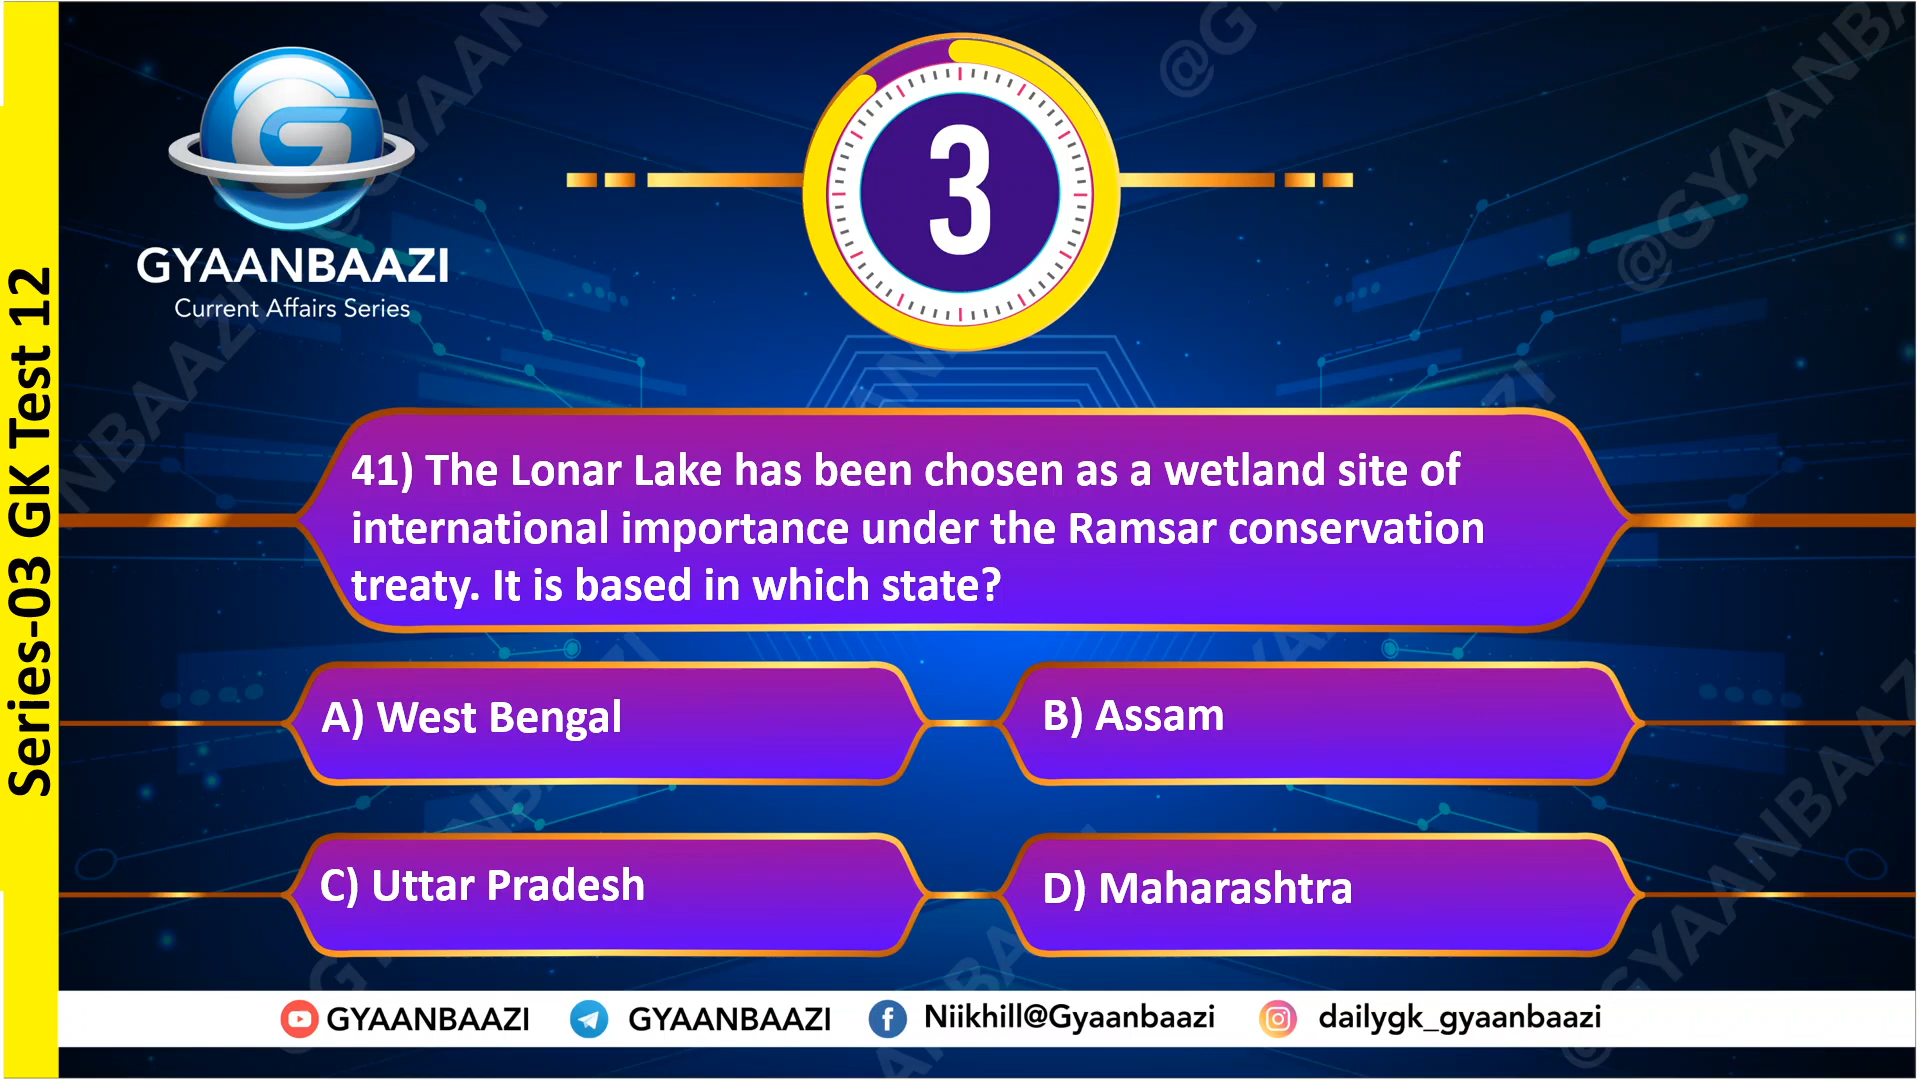 GYAANBAAZI
Current Affairs Series
3
Series-03 GK Test 12
41) The Lonar Lake has been chosen as a wetland site of
international importance under the Ramsar conservation
treaty. It is based in which state?
A) West Bengal
B) Assam
C) Uttar Pradesh
D) Maharashtra
GYAANBAAZI
GYAANBAAZI
Niikhill@Gyaanbaazi
dailygk_gyaanbaazi
@GYAANBAAZI